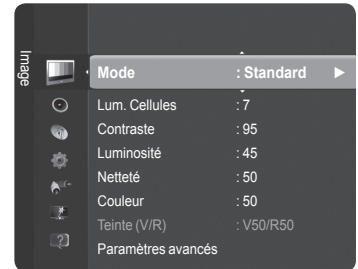 Image
Mode : Standard ►
Lum. Cellules : 7
Contraste : 95
Luminosité : 45
Netteté : 50
Couleur : 50
Teinte (V/R) : V50/R50
Paramètres avancés